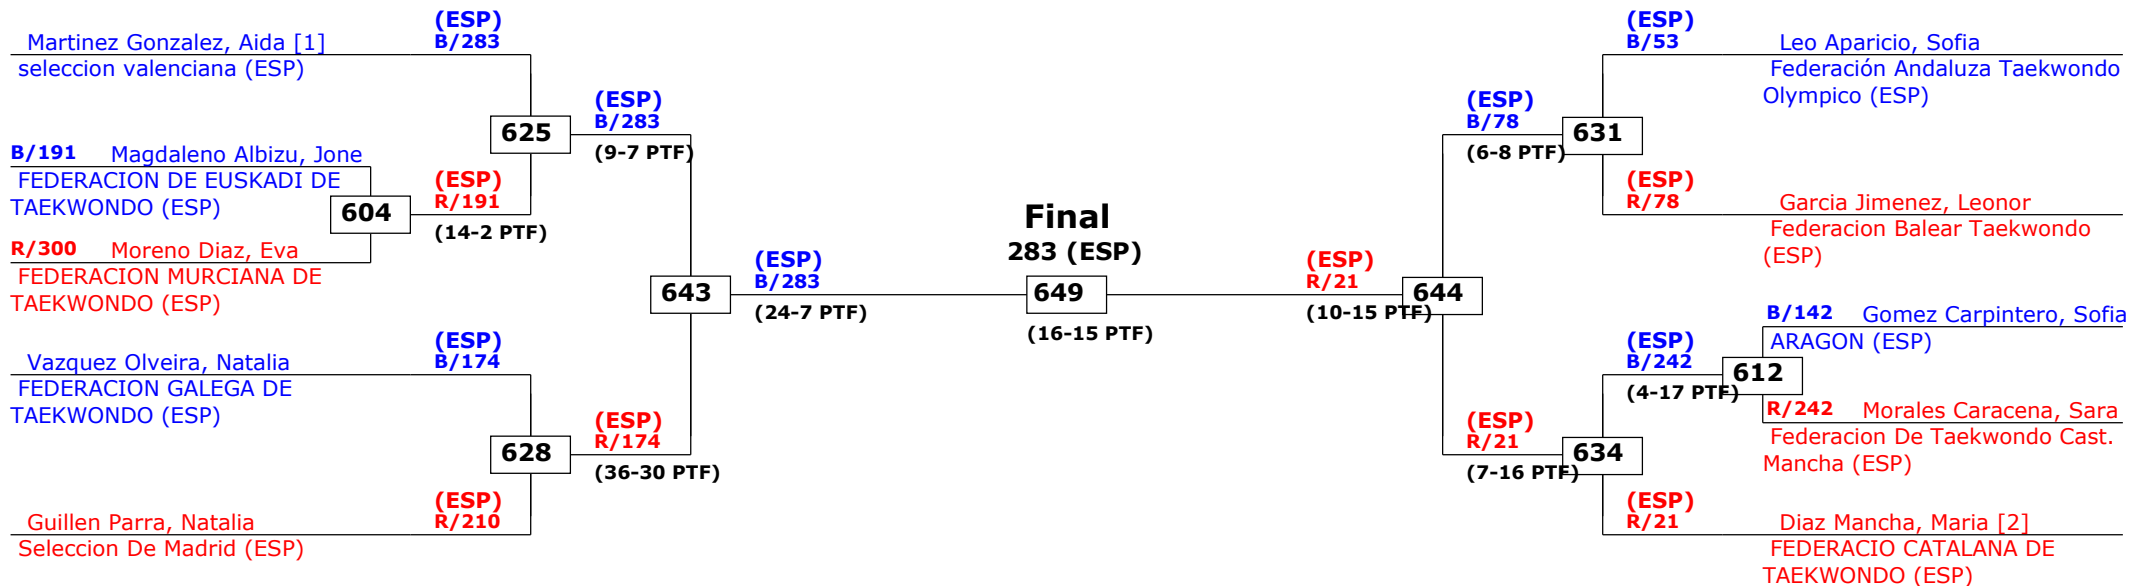 (ESP)
Martinez Gonzalez, Aida [1]
B/283
seleccion valenciana (ESP)
(ESP)
B/283
625
(9-7 PTF)
B/191 Magdaleno Albizu, Jone
FEDERACION DE EUSKADI DE
TAEKWONDO (ESP)
(ESP)
R/191
604
(14-2 PTF)
R/300 Moreno Diaz, Eva
FEDERACION MURCIANA DE
TAEKWONDO (ESP)
(ESP)
B/283
643
(24-7 PTF)
(ESP)
Vazquez Olveira, Natalia
B/174
FEDERACION GALEGA DE
TAEKWONDO (ESP)
(ESP)
R/174
628
(36-30 PTF)
(ESP)
Guillen Parra, Natalia
R/210
Seleccion De Madrid (ESP)
Final
283 (ESP)
649
(16-15 PTF)
(ESP)
R/21
644
(10-15 PTF)
(ESP)
B/53
Leo Aparicio, Sofia
Federación Andaluza Taekwondo
Olympico (ESP)
(ESP)
B/78
631
(6-8 PTF)
(ESP)
R/78
Garcia Jimenez, Leonor
Federacion Balear Taekwondo
(ESP)
B/142 Gomez Carpintero, Sofia
ARAGON (ESP)
(ESP)
B/242
612
(4-17 PTF)
R/242 Morales Caracena, Sara
Federacion De Taekwondo Cast.
Mancha (ESP)
(ESP)
R/21
634
(7-16 PTF)
(ESP)
R/21
Diaz Mancha, Maria [2]
FEDERACIO CATALANA DE
TAEKWONDO (ESP)